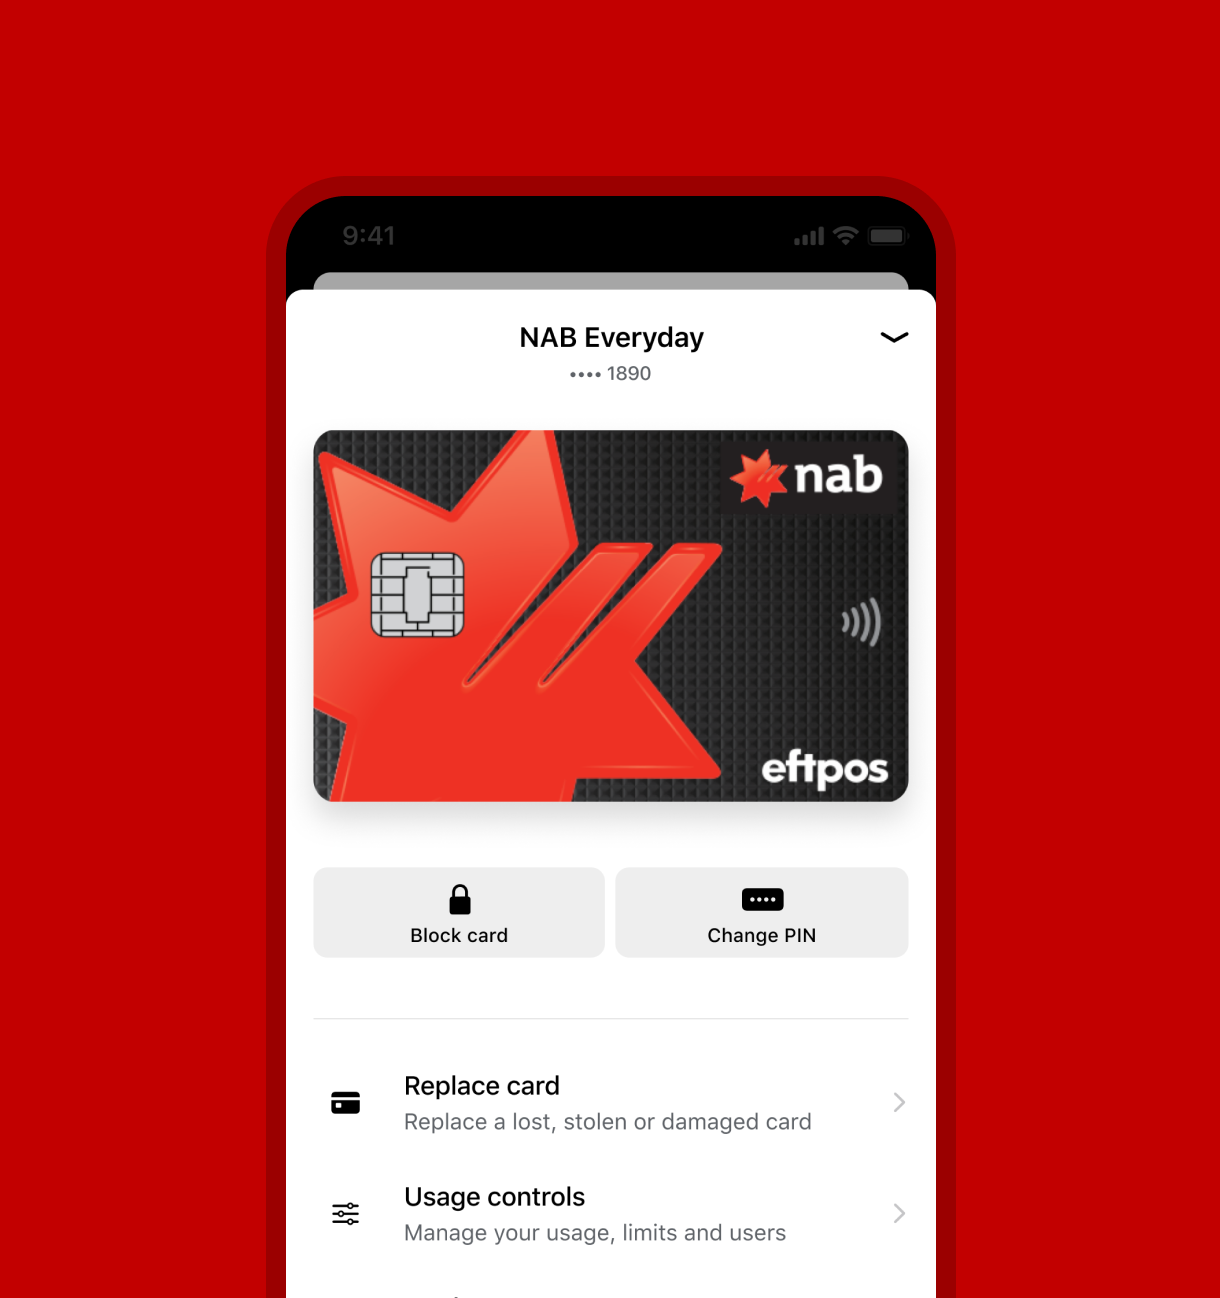 9:41
NAB Everyday
•••• 1890
nab
eftpos
Block card
Change PIN
Replace card
Replace a lost, stolen or damaged card
Usage controls
Manage your usage, limits and users